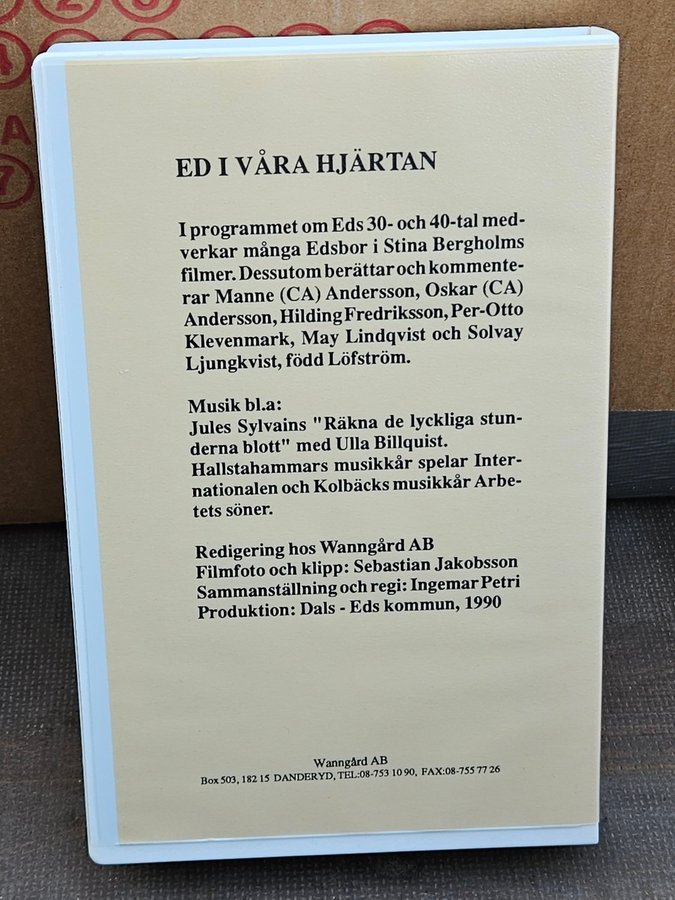 ED I VÅRA HJÄRTAN
I programmet om Eds 30- och 40-tal med-
verkar många Edsbor i Stina Bergholms
filmer. Dessutom berättar och kommente-
rar Manne (CA) Andersson, Oskar (CA)
Andersson, Hilding Fredriksson, Per-Otto
Klevenmark, May Lindqvist och Solvay
Ljungkvist, född Löfström.
Musik bl.a:
Jules Sylvains "Räkna de lyckliga stun-
derna blott" med Ulla Billquist.
Hallstahammars musikkår spelar Inter-
nationalen och Kolbäcks musikkår Arbe-
tets söner.
Redigering hos Wanngård AB
Filmfoto och klipp: Sebastian Jakobsson
Sammanställning och regi: Ingemar Petri
Produktion: Dals - Eds kommun, 1990
Wanngård AB
Box 503, 182 15 DANDERYD, TEL:08-753 10 90, FAX:08-755 77 26